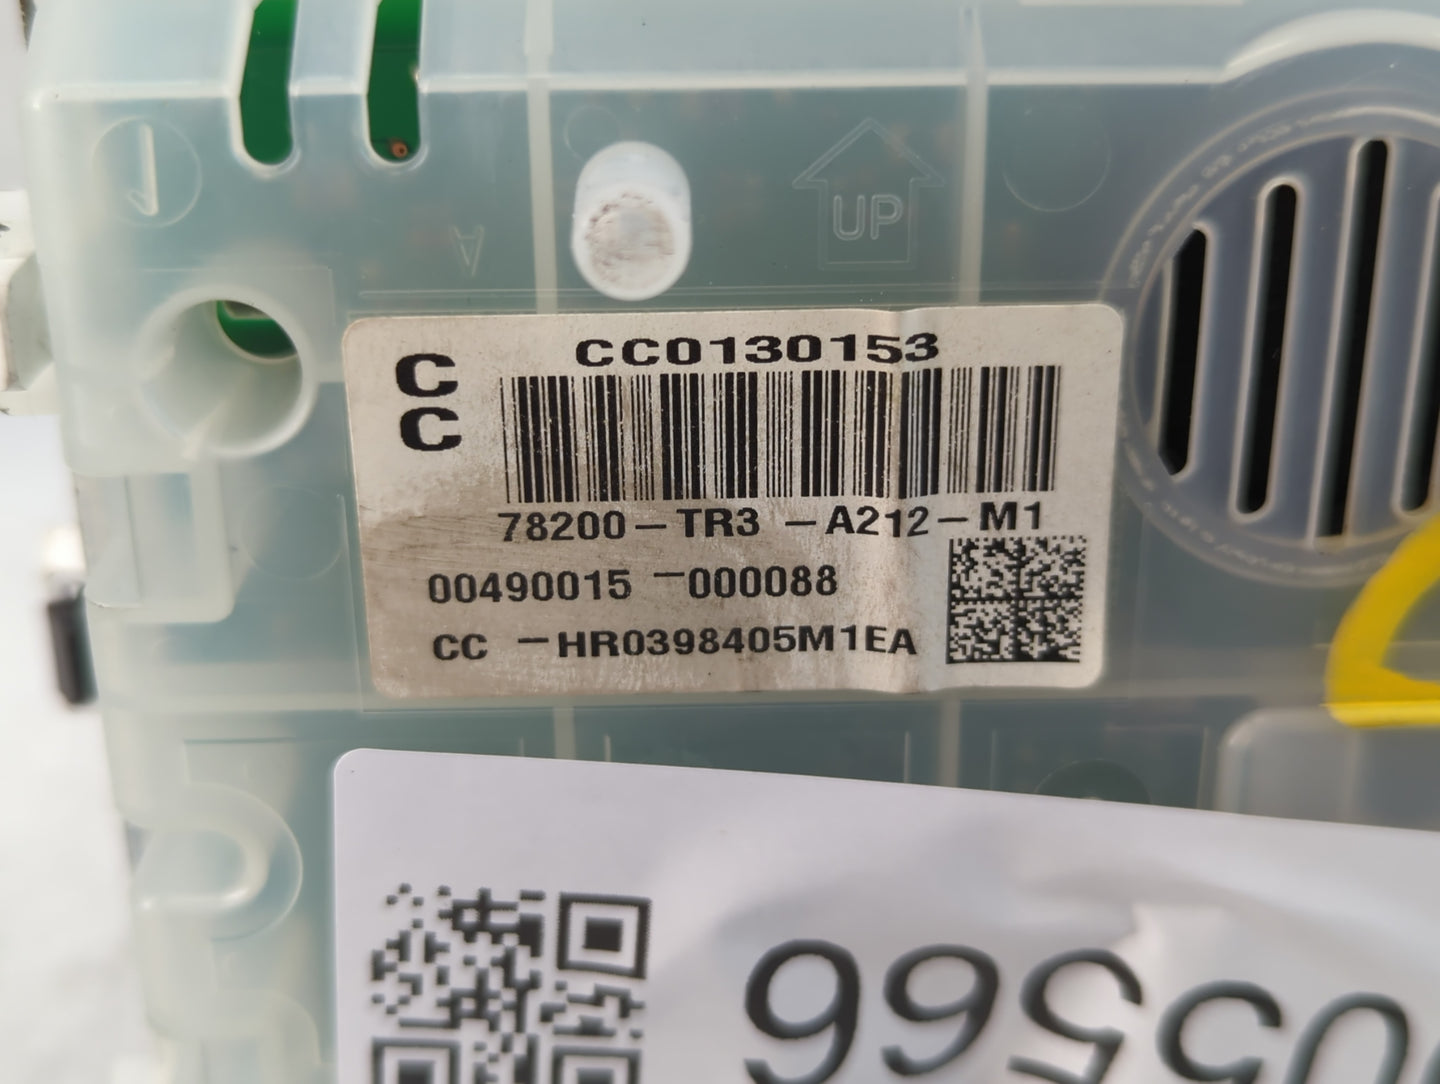 UP
A
CC0130153
C
C
78200-TR3 -A212-M1
00490015 -000088
CC -HR0398405M1EA